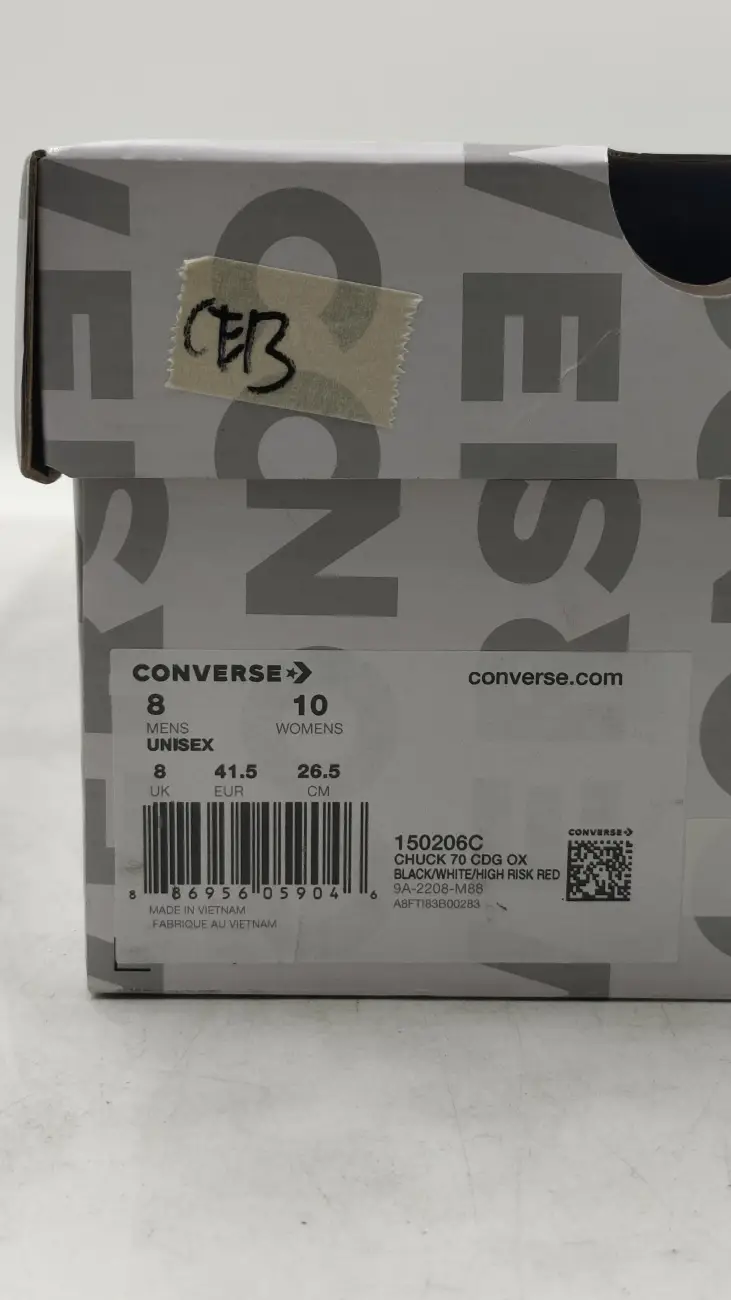 CEB
CONVERSE
converse.com
8 10
MENS WOMENS
UNISEX
8 41.5 26.5
UK EUR CM
150206C
CHUCK 70 CDG OX
BLACK/WHITE/HIGH RISK RED
9A-2208-M88
A8FTI83B00283
CONVERSE
8 86956 05904 6
MADE IN VIETNAM
FABRIQUE AU VIETNAM